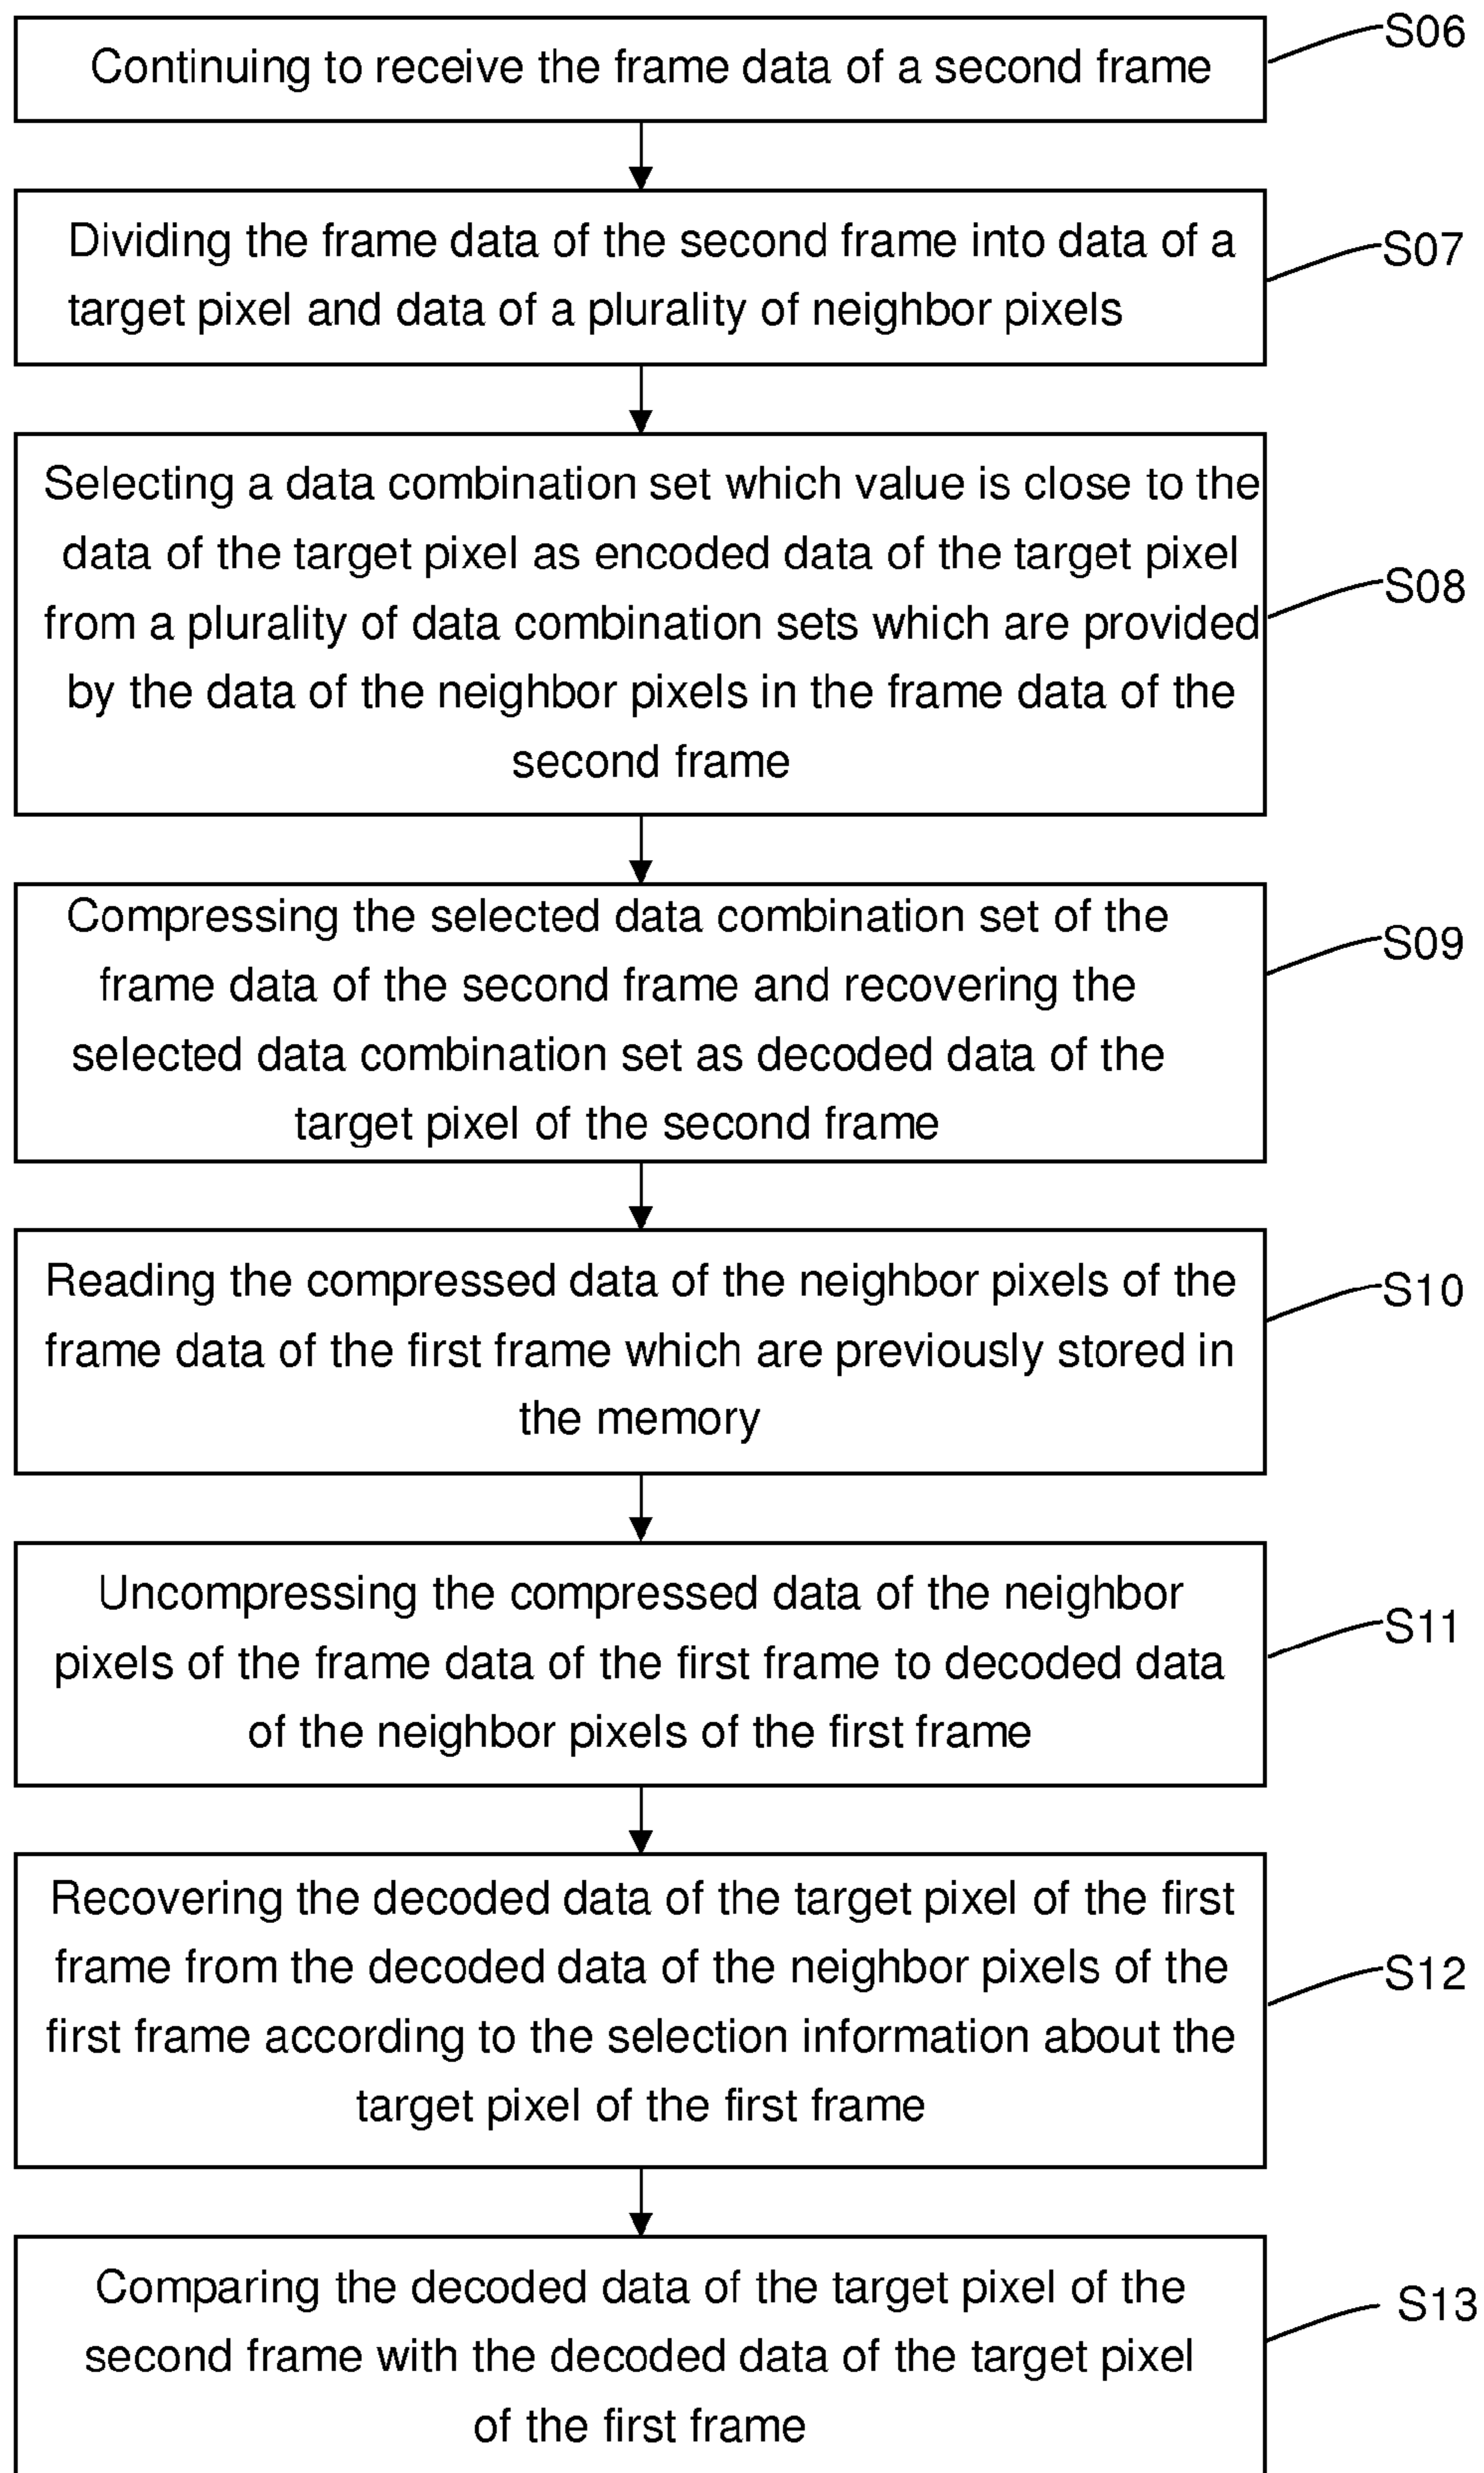 Continuing to receive the frame data of a second frame
S06
Dividing the frame data of the second frame into data of a
target pixel and data of a plurality of neighbor pixels
S07
Selecting a data combination set which value is close to the
data of the target pixel as encoded data of the target pixel
from a plurality of data combination sets which are provided
by the data of the neighbor pixels in the frame data of the
second frame
S08
Compressing the selected data combination set of the
frame data of the second frame and recovering the
selected data combination set as decoded data of the
target pixel of the second frame
S09
Reading the compressed data of the neighbor pixels of the
frame data of the first frame which are previously stored in
the memory
S10
Uncompressing the compressed data of the neighbor
pixels of the frame data of the first frame to decoded data
of the neighbor pixels of the first frame
S11
Recovering the decoded data of the target pixel of the first
frame from the decoded data of the neighbor pixels of the
first frame according to the selection information about the
target pixel of the first frame
S12
Comparing the decoded data of the target pixel of the
second frame with the decoded data of the target pixel
of the first frame
S13